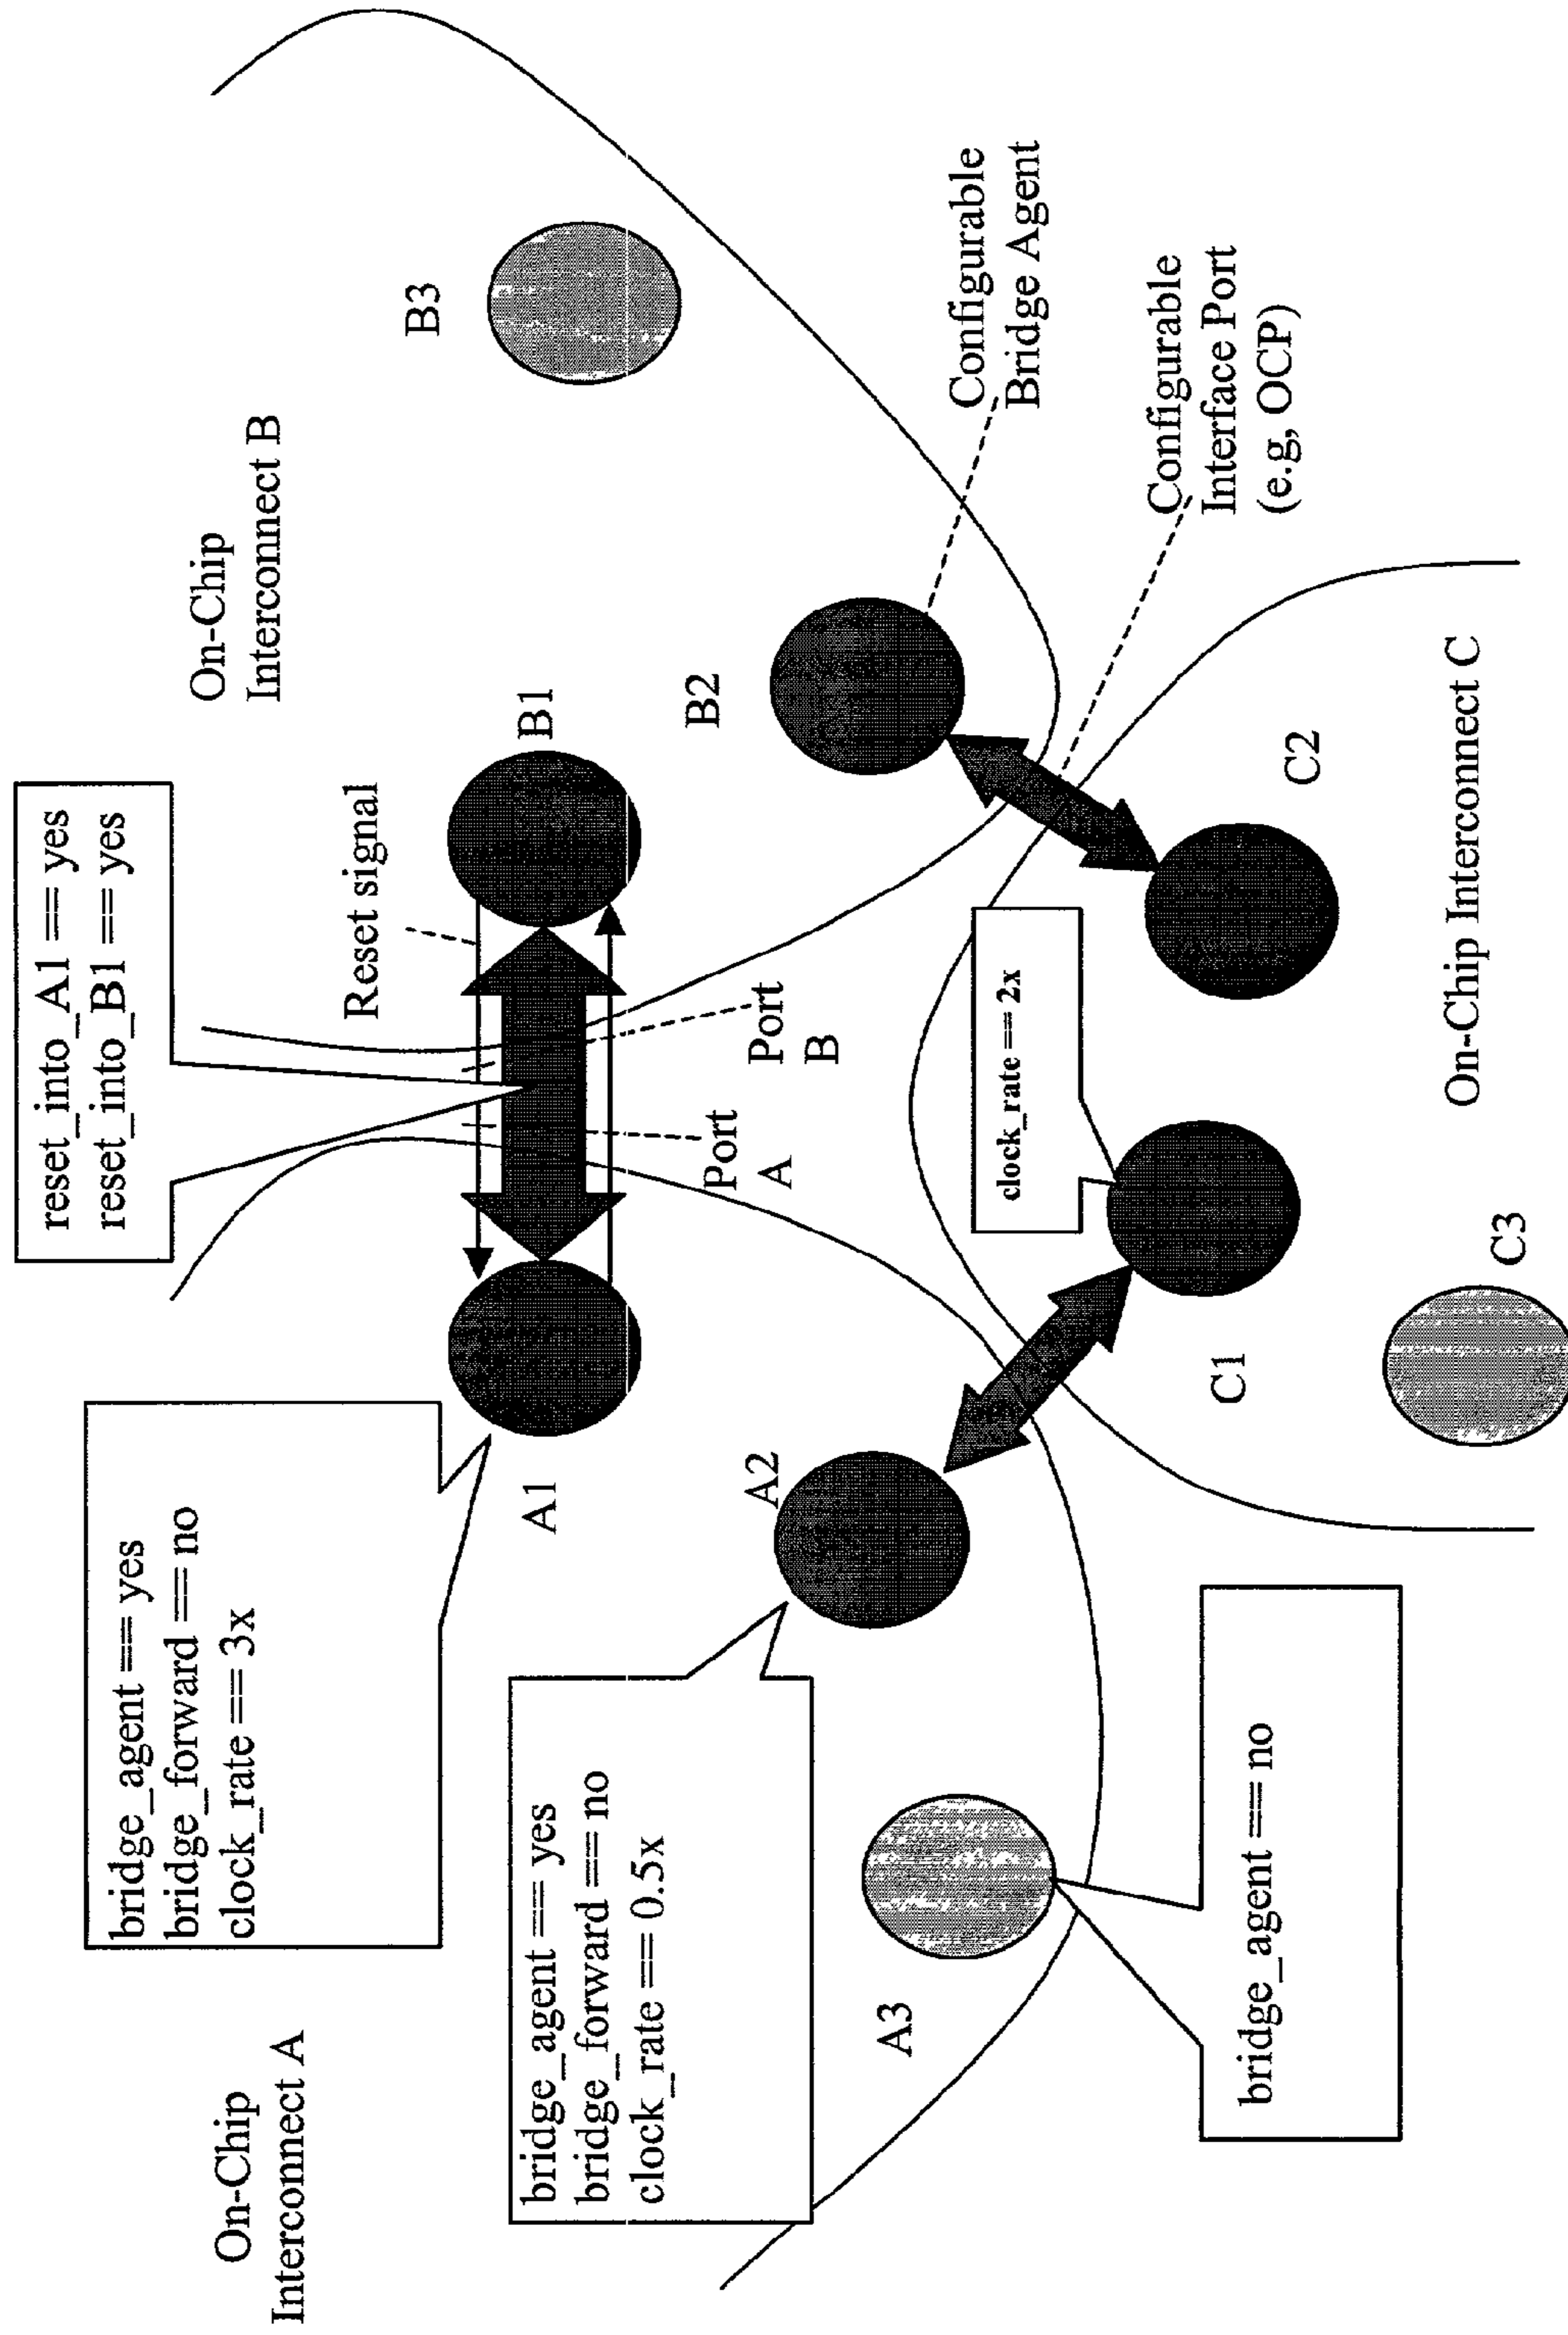 On-Chip
Interconnect A
bridge_agent == yes
bridge_forward == no
clock_rate == 3x
reset_into_A1 == yes
reset_into_B1 == yes
On-Chip
Interconnect B
Reset signal
A1
B1
B3
bridge_agent == yes
bridge_forward == no
clock_rate == 0.5x
A2
Port
A
Port
B
B2
A3
Configurable
Bridge Agent
clock_rate == 2x
Configurable
Interface Port
(e.g, OCP)
bridge_agent == no
C1
C2
C3
On-Chip Interconnect C